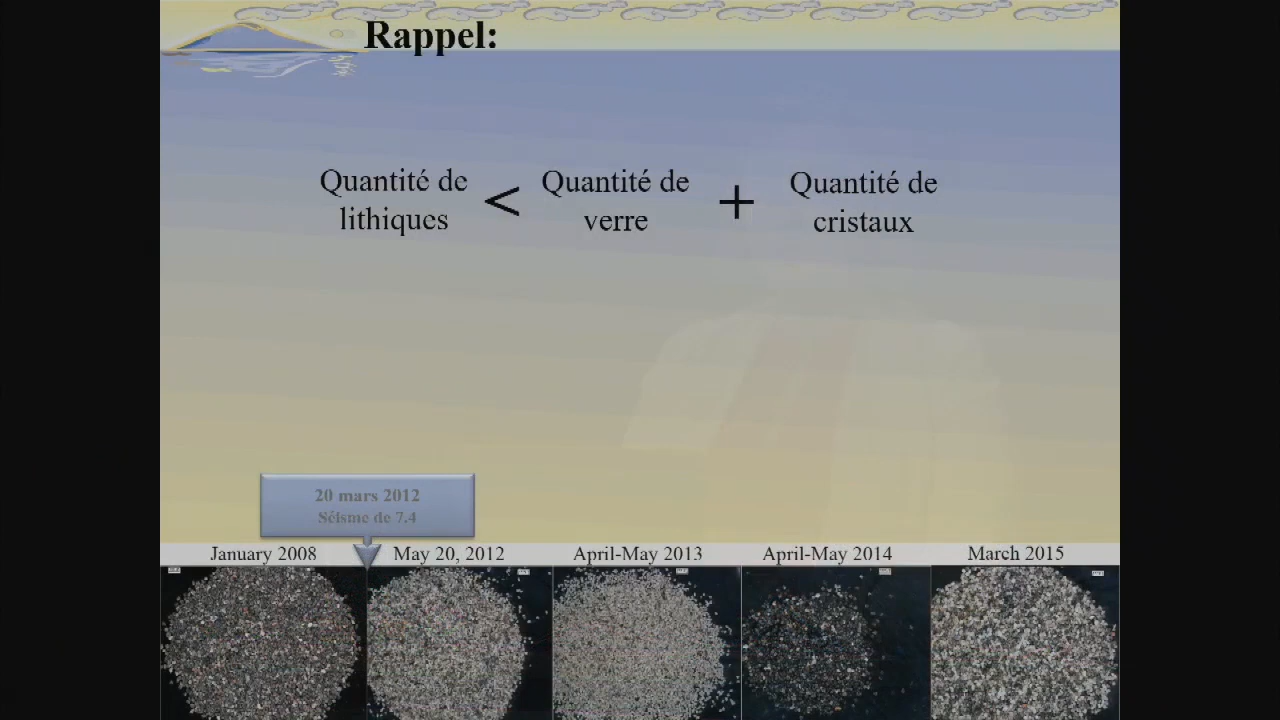 Rappel:
Quantité de
lithiques
<
Quantité de
verre
+
Quantité de
cristaux
20 mars 2012
Séisme de 7.4
January 2008
May 20, 2012
April-May 2013
April-May 2014
March 2015